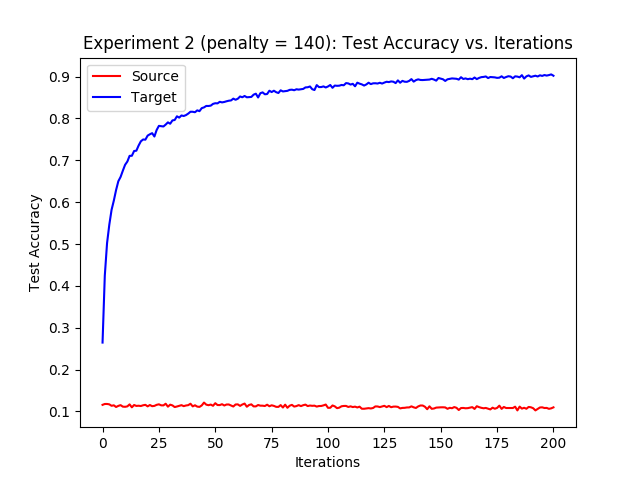 Experiment 2 (penalty = 140): Test Accuracy vs. Iterations
Source
Target
0.9
0.8
0.7
0.6
0.5
0.4
0.3
0.2
0.1
Test Accuracy
0 25 50 75 100 125 150 175 200
Iterations